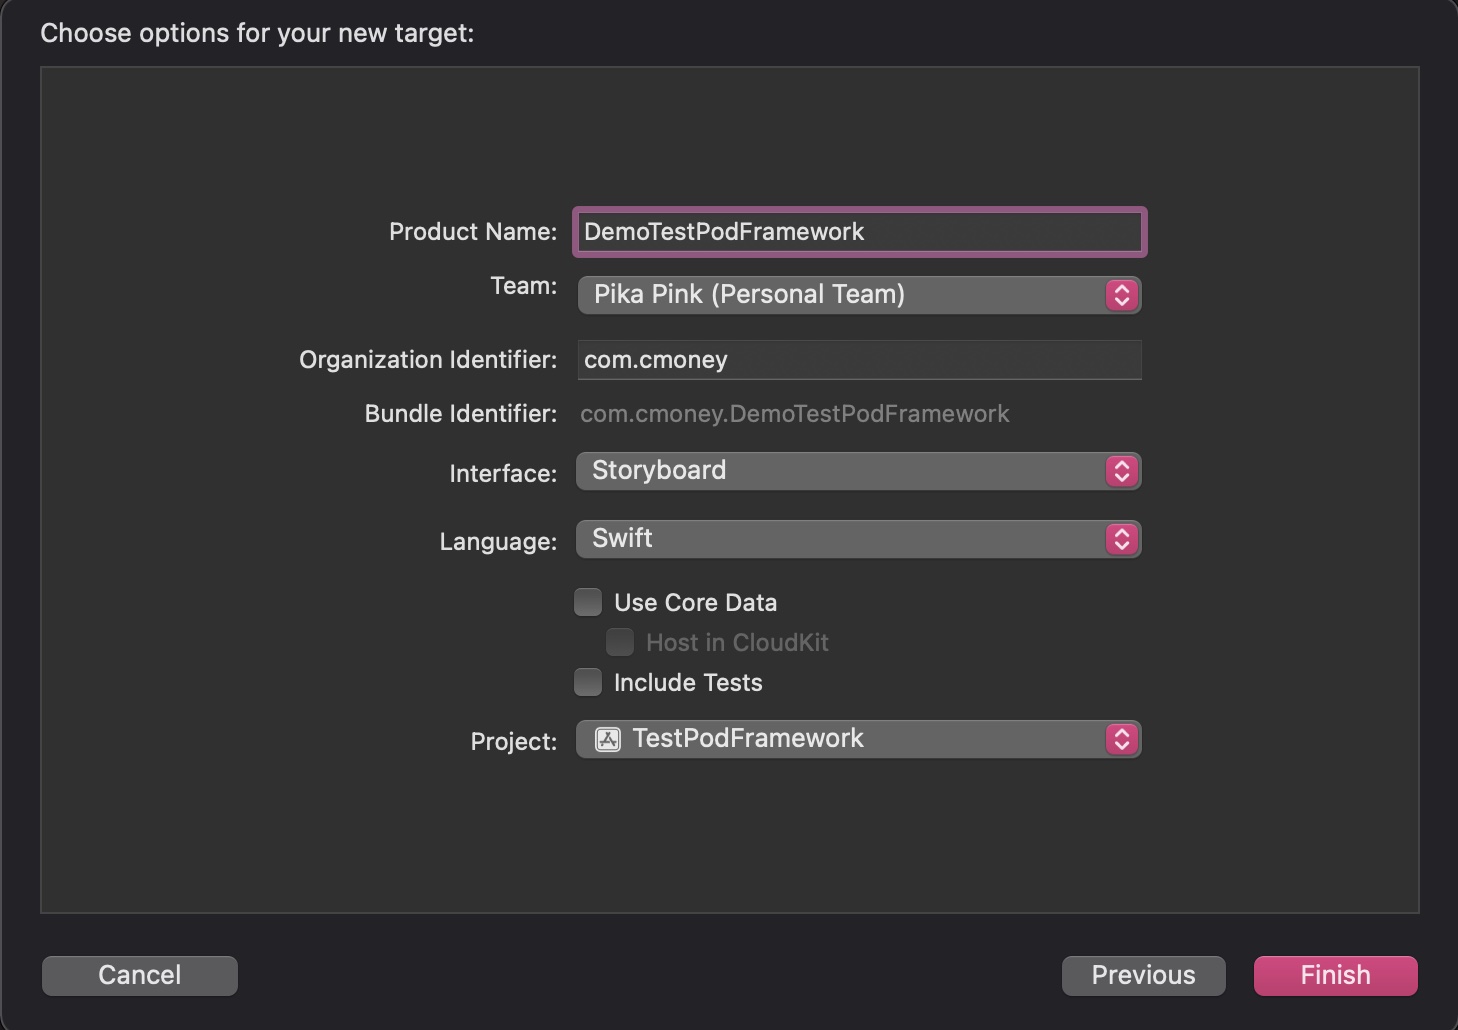 Choose options for your new target:
Product Name: DemoTestPodFramework
Team: Pika Pink (Personal Team)
Organization Identifier: com.cmoney
Bundle Identifier: com.cmoney.DemoTestPodFramework
Interface: Storyboard
Language: Swift
Use Core Data
Host in CloudKit
Include Tests
Project: TestPodFramework
Cancel Previous Finish